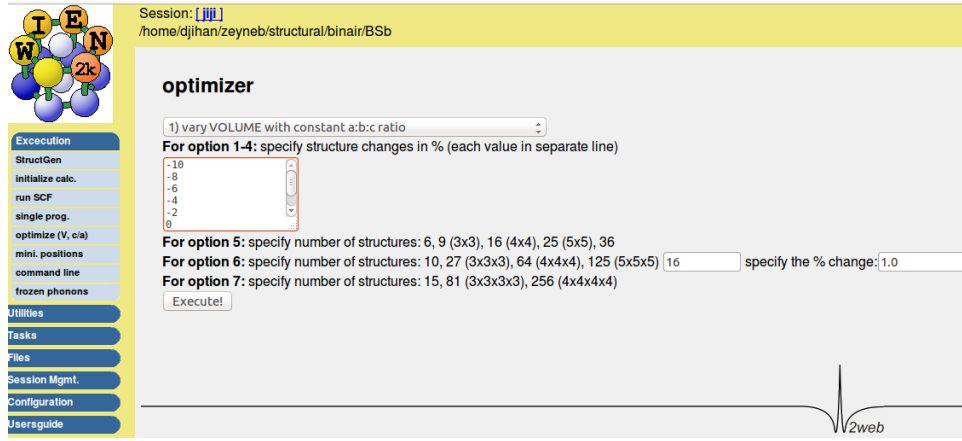 W I E N 2k
Session: [ jiji ]
/home/djihan/zeyneb/structural/binair/BSb
optimizer
1) vary VOLUME with constant a:b:c ratio
For option 1-4: specify structure changes in % (each value in separate line)
-10
-8
-6
-4
-2
0
For option 5: specify number of structures: 6, 9 (3x3), 16 (4x4), 25 (5x5), 36
For option 6: specify number of structures: 10, 27 (3x3x3), 64 (4x4x4), 125 (5x5x5) 16 specify the % change: 1.0
For option 7: specify number of structures: 15, 81 (3x3x3x3), 256 (4x4x4x4)
Execute!
Excecution
StructGen
initialize calc.
run SCF
single prog.
optimize (V, c/a)
mini. positions
command line
frozen phonons
Utilities
Tasks
Files
Session Mgmt.
Configuration
Usersguide
2web